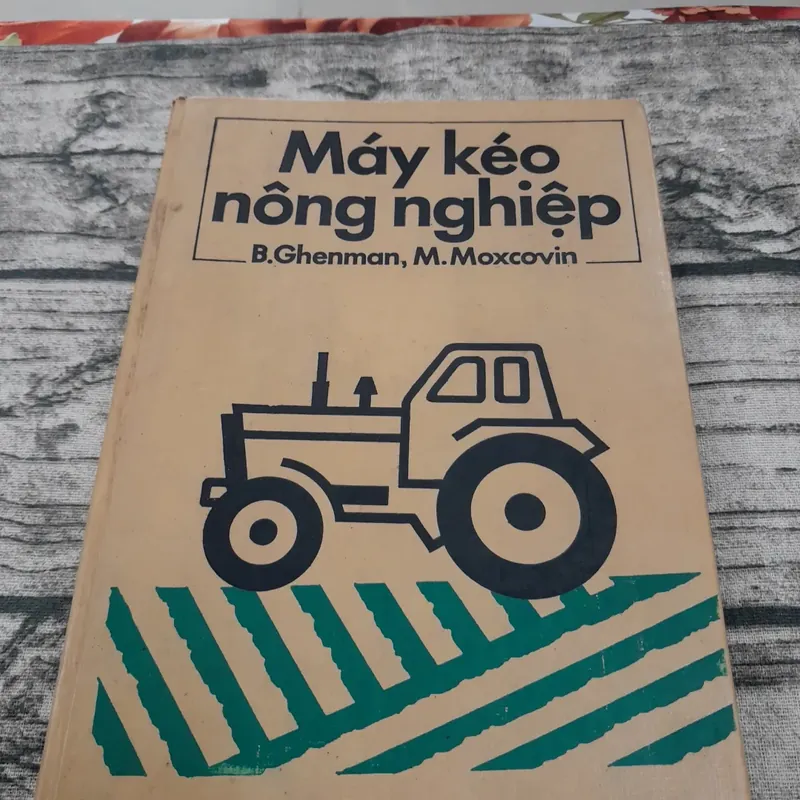 Máy kéo
nông nghiệp
B.Ghenman, M.Moxcovin